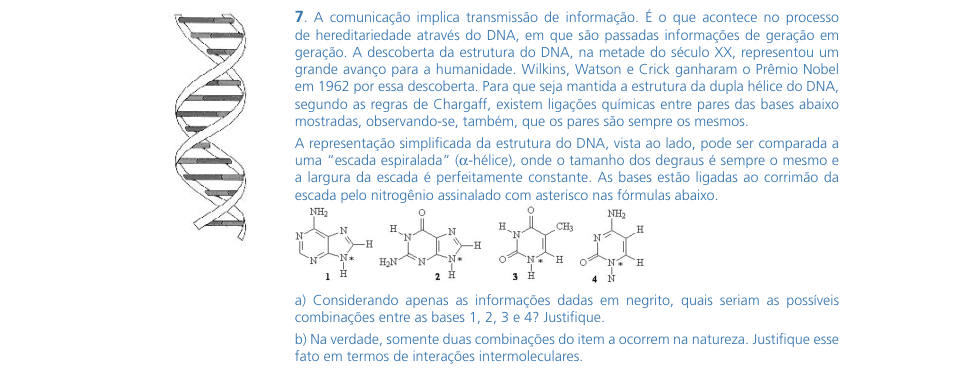 7. A comunicação implica transmissão de informação. É o que acontece no processo
de hereditariedade através do DNA, em que são passadas informações de geração em
geração. A descoberta da estrutura do DNA, na metade do século XX, representou um
grande avanço para a humanidade. Wilkins, Watson e Crick ganharam o Prêmio Nobel
em 1962 por essa descoberta. Para que seja mantida a estrutura da dupla hélice do DNA,
segundo as regras de Chargaff, existem ligações químicas entre pares das bases abaixo
mostradas, observando-se, também, que os pares são sempre os mesmos.
A representação simplificada da estrutura do DNA, vista ao lado, pode ser comparada a
uma “escada espiralada” (α-hélice), onde o tamanho dos degraus é sempre o mesmo e
a largura da escada é perfeitamente constante. As bases estão ligadas ao corrimão da
escada pelo nitrogênio assinalado com asterisco nas fórmulas abaixo.
NH2 N N N N* H H 1
O H N N H H2N N N* H 2
O H N CH3 O N* H H 3
NH2 N H O N* H N 4
a) Considerando apenas as informações dadas em negrito, quais seriam as possíveis
combinações entre as bases 1, 2, 3 e 4? Justifique.
b) Na verdade, somente duas combinações do item a ocorrem na natureza. Justifique esse
fato em termos de interações intermoleculares.